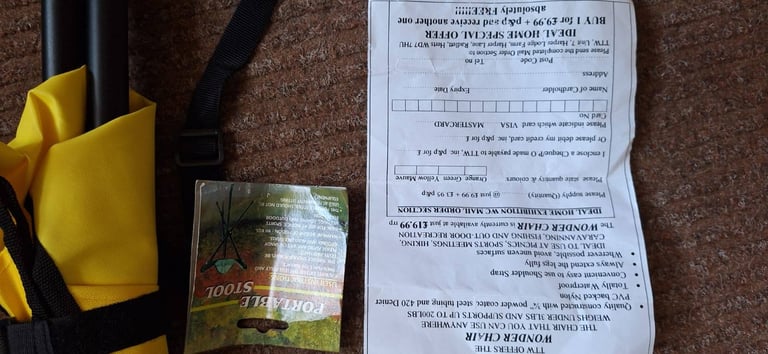 TTW OFFERS THE
WONDER CHAIR
THE CHAIR THAT YOU CAN USE ANYWHERE
WEIGHS UNDER 3LBS AND SUPPORTS UP TO 200LBS
• Quality constructed with ¾" powder coated, steel tubing and 420 Denier
PVC backed nylon
• Totally Waterproof
• Convenient easy to use Shoulder Strap
• Always extend the legs fully
• Wherever possible, avoid uneven surfaces
IDEAL TO USE AT PICNICS, SPORTS MEETINGS, HIKING,
CARAVANNING, FISHING AND OUT-DOOR RECREATION
The WONDER CHAIR is currently available at just £19.99 rrp
IDEAL HOME EXHIBITION WC MAIL ORDER SECTION
Please supply (Quantity) @ just £9.99 + £3.95 p&p
Please state quantity & colours Orange Green Yellow Mauve
I enclose a Cheque/P.O made payable to TTW, inc p&p for £
Or please debit my credit card, inc p&p £
Please indicate which card VISA MASTERCARD
Card No
Name of Cardholder Expiry Date
Address
Post Code Tel no
Please send the completed Mail Order Section to
TTW, Unit 7, Harper Lodge Farm, Harper Lane, Radlett, Herts WD7 7HU
IDEAL HOME SPECIAL OFFER
BUY 1 for £9.99 + p&p and receive another one
absolutely FREE!!!!
PORTABLE
STOOL